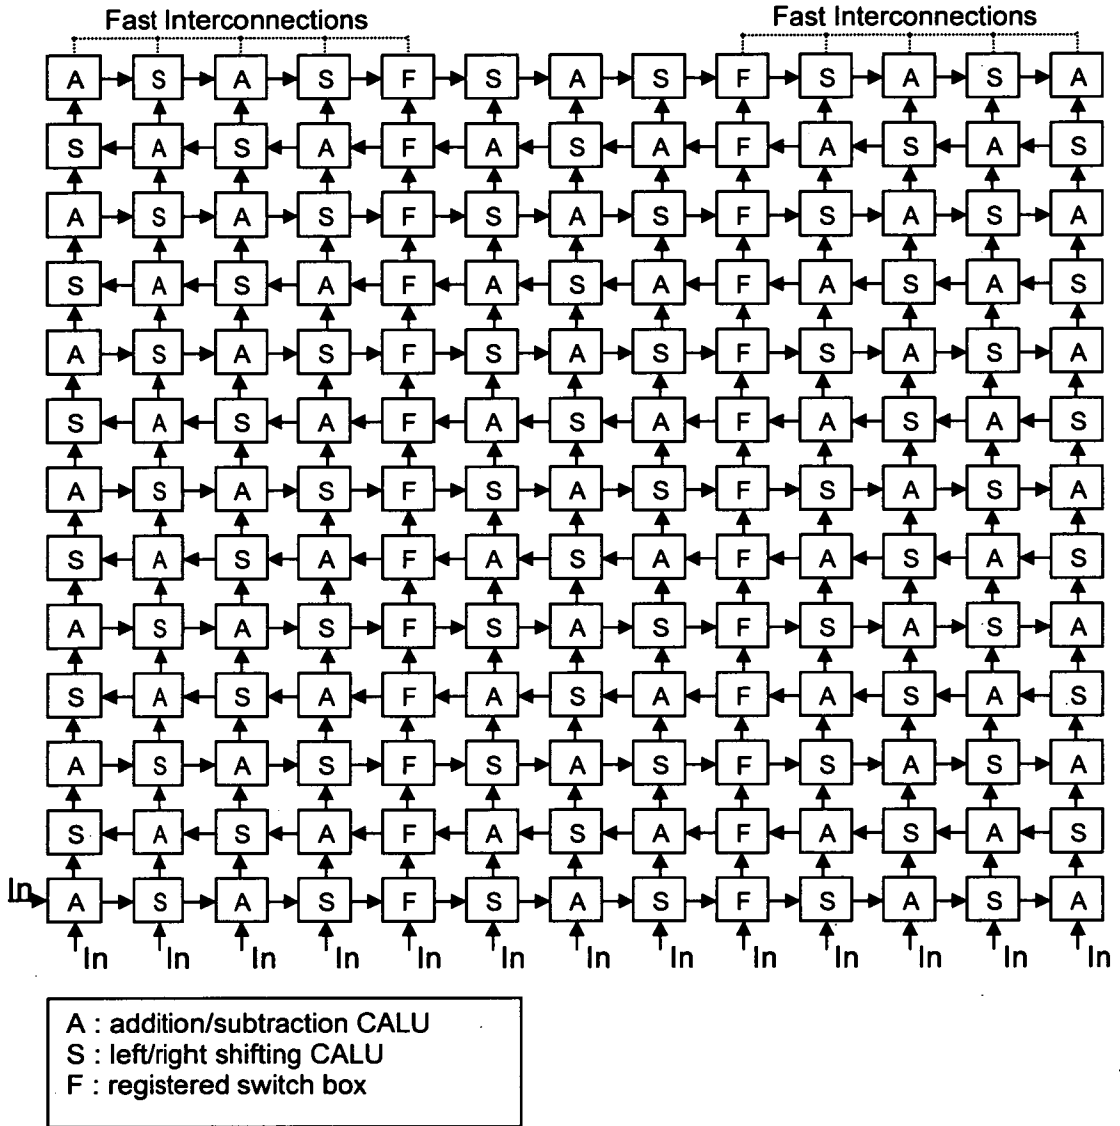 Fast Interconnections Fast Interconnections
A S A S F S A S F S A S A
S A S A F A S A F A S A S
A S A S F S A S F S A S A
S A S A F A S A F A S A S
A S A S F S A S F S A S A
S A S A F A S A F A S A S
A S A S F S A S F S A S A
S A S A F A S A F A S A S
A S A S F S A S F S A S A
S A S A F A S A F A S A S
A S A S F S A S F S A S A
S A S A F A S A F A S A S
In A S A S F S A S F S A S A
In In In In In In In In In In In In In
A : addition/subtraction CALU
S : left/right shifting CALU
F : registered switch box